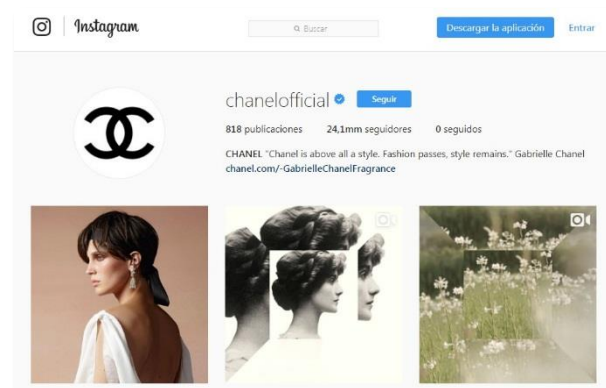 Instagram
Buscar
Descargar la aplicación
Entrar
chanelofficial
Seguir
818 publicaciones 24,1mm seguidores 0 seguidos
CHANEL "Chanel is above all a style. Fashion passes, style remains." Gabrielle Chanel
chanel.com/-GabrielleChanelFragrance